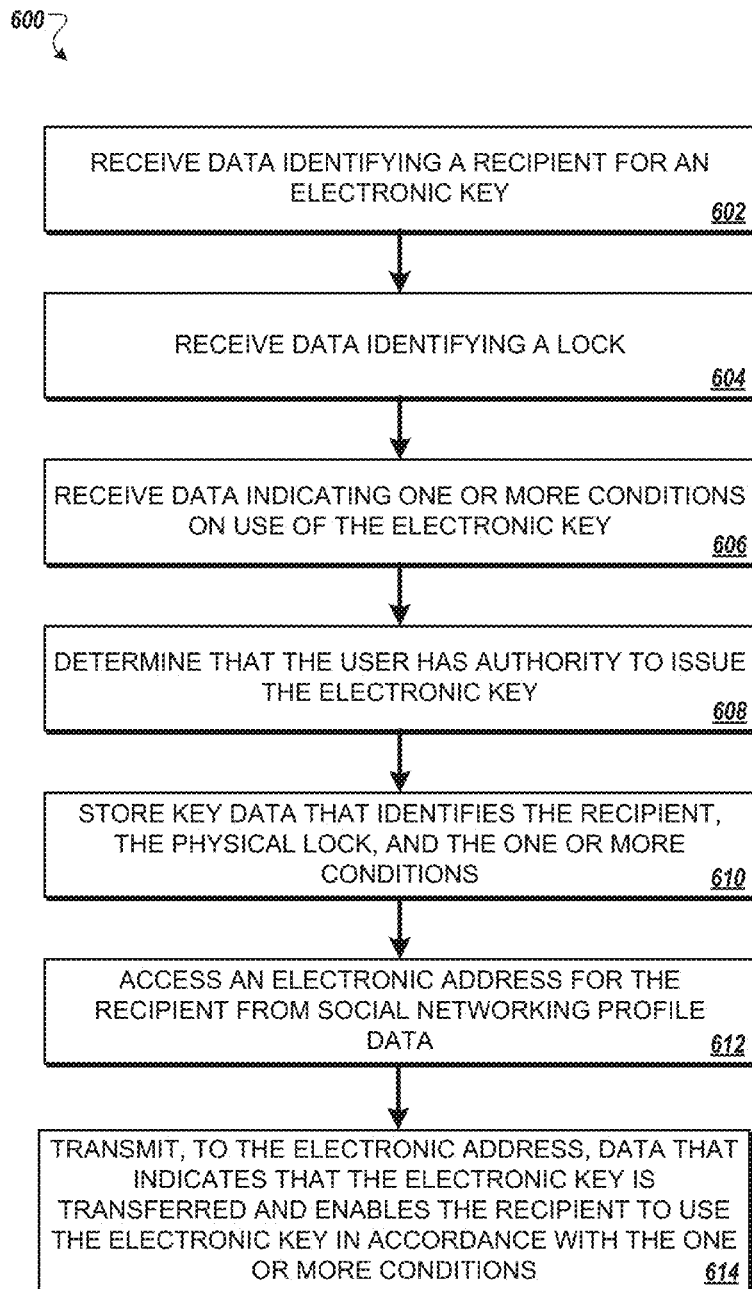 600
RECEIVE DATA IDENTIFYING A RECIPIENT FOR AN
ELECTRONIC KEY
602
RECEIVE DATA IDENTIFYING A LOCK
604
RECEIVE DATA INDICATING ONE OR MORE CONDITIONS
ON USE OF THE ELECTRONIC KEY
606
DETERMINE THAT THE USER HAS AUTHORITY TO ISSUE
THE ELECTRONIC KEY
608
STORE KEY DATA THAT IDENTIFIES THE RECIPIENT,
THE PHYSICAL LOCK, AND THE ONE OR MORE
CONDITIONS
610
ACCESS AN ELECTRONIC ADDRESS FOR THE
RECIPIENT FROM SOCIAL NETWORKING PROFILE
DATA
612
TRANSMIT, TO THE ELECTRONIC ADDRESS, DATA THAT
INDICATES THAT THE ELECTRONIC KEY IS
TRANSFERRED AND ENABLES THE RECIPIENT TO USE
THE ELECTRONIC KEY IN ACCORDANCE WITH THE ONE
OR MORE CONDITIONS
614